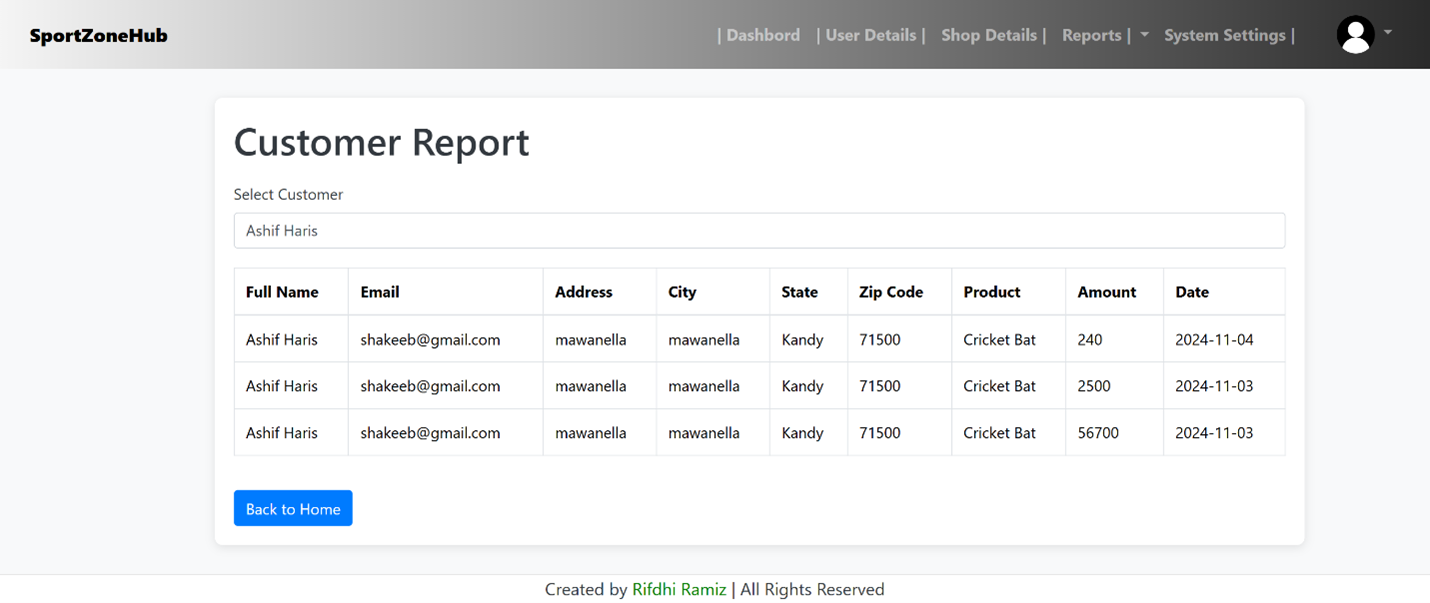 SportZoneHub | Dashbord | User Details | Shop Details | Reports | System Settings |
Customer Report
Select Customer
Ashif Haris
Full Name Email Address City State Zip Code Product Amount Date
Ashif Haris shakeeb@gmail.com mawanella mawanella Kandy 71500 Cricket Bat 240 2024-11-04
Ashif Haris shakeeb@gmail.com mawanella mawanella Kandy 71500 Cricket Bat 2500 2024-11-03
Ashif Haris shakeeb@gmail.com mawanella mawanella Kandy 71500 Cricket Bat 56700 2024-11-03
Back to Home
Created by Rifdhi Ramiz | All Rights Reserved